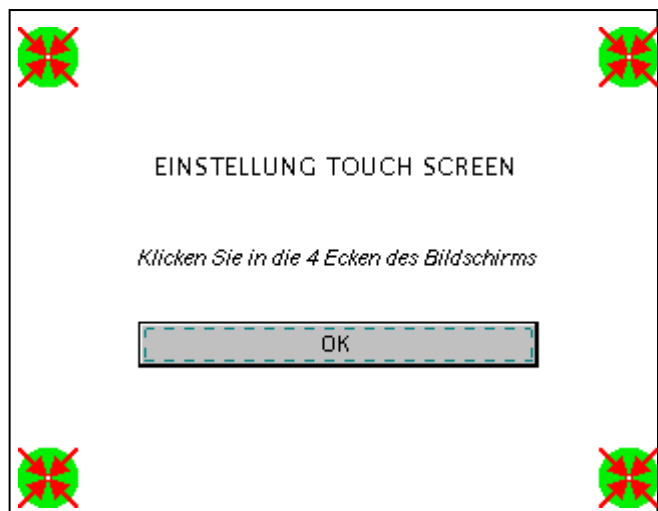 EINSTELLUNG TOUCH SCREEN
Klicken Sie in die 4 Ecken des Bildschirms
OK